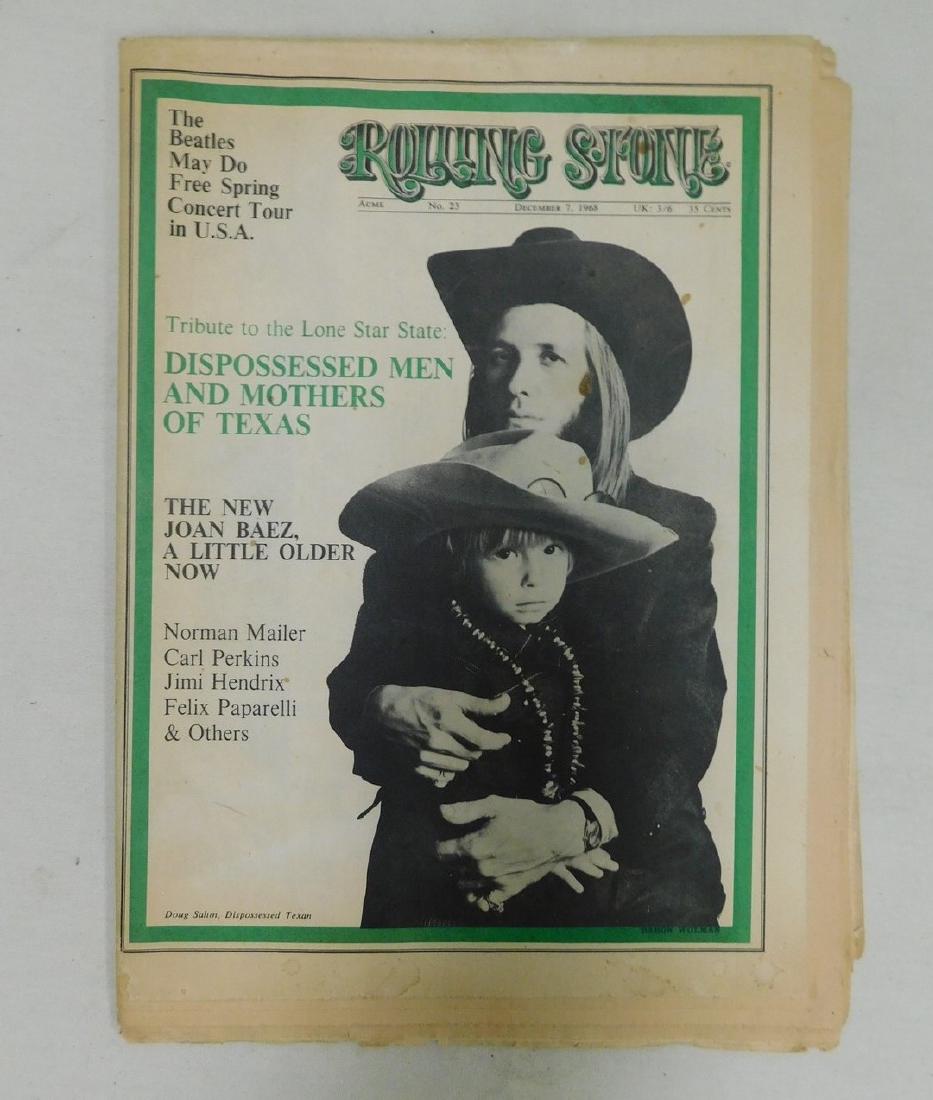 The
Beatles
May Do
Free Spring
Concert Tour
in U.S.A.
ROLLING STONE
ACME No. 23 DECEMBER 7, 1968 UK: 3/6 35 CENTS
Tribute to the Lone Star State:
DISPOSSESSED MEN
AND MOTHERS
OF TEXAS
THE NEW
JOAN BAEZ,
A LITTLE OLDER
NOW
Norman Mailer
Carl Perkins
Jimi Hendrix
Felix Paparelli
& Others
Doug Sahm, Dispossessed Texan
BARON WOLMAN